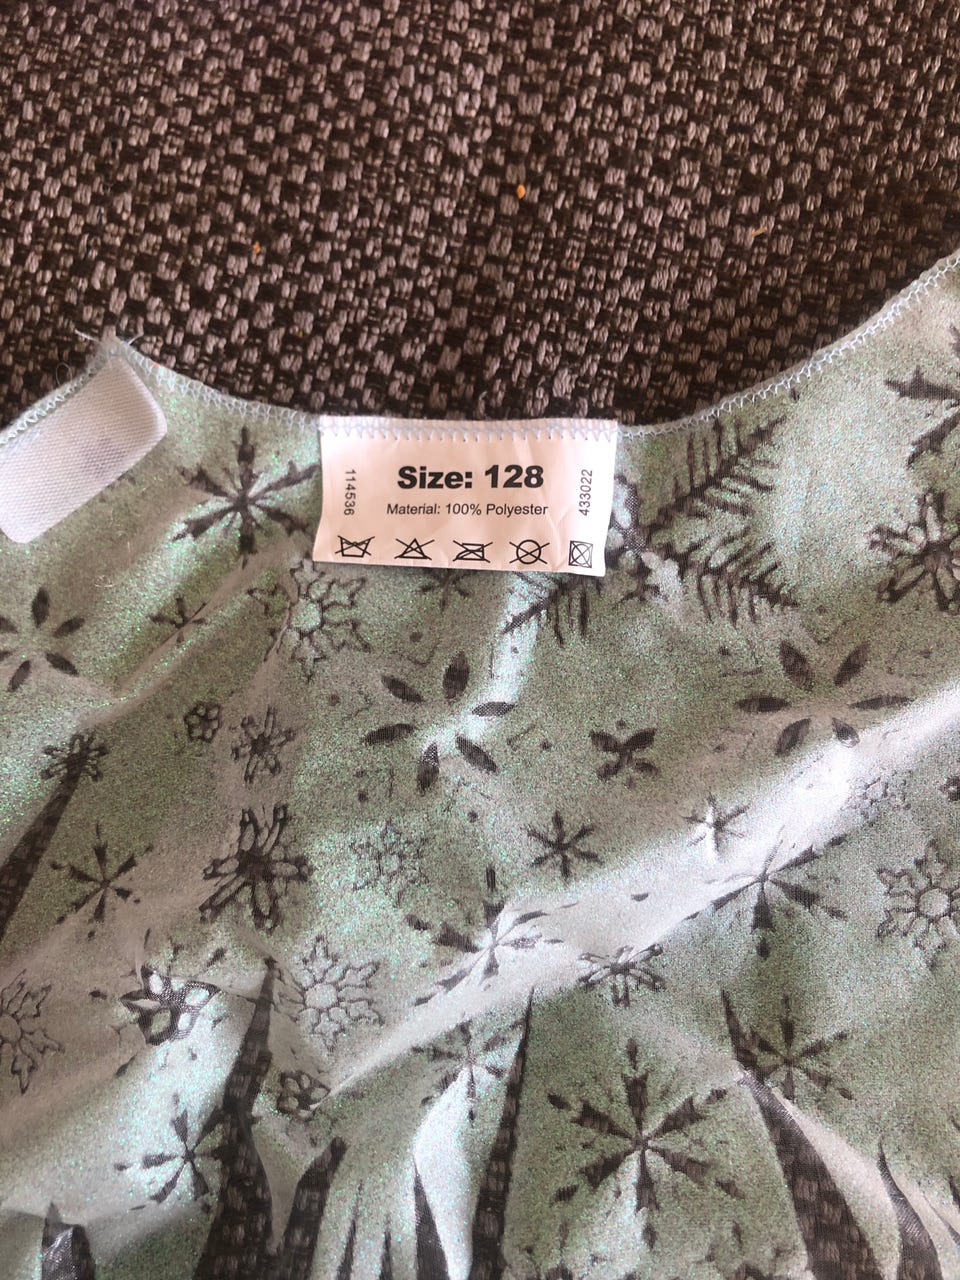 Size: 128
Material: 100% Polyester
114536
433022